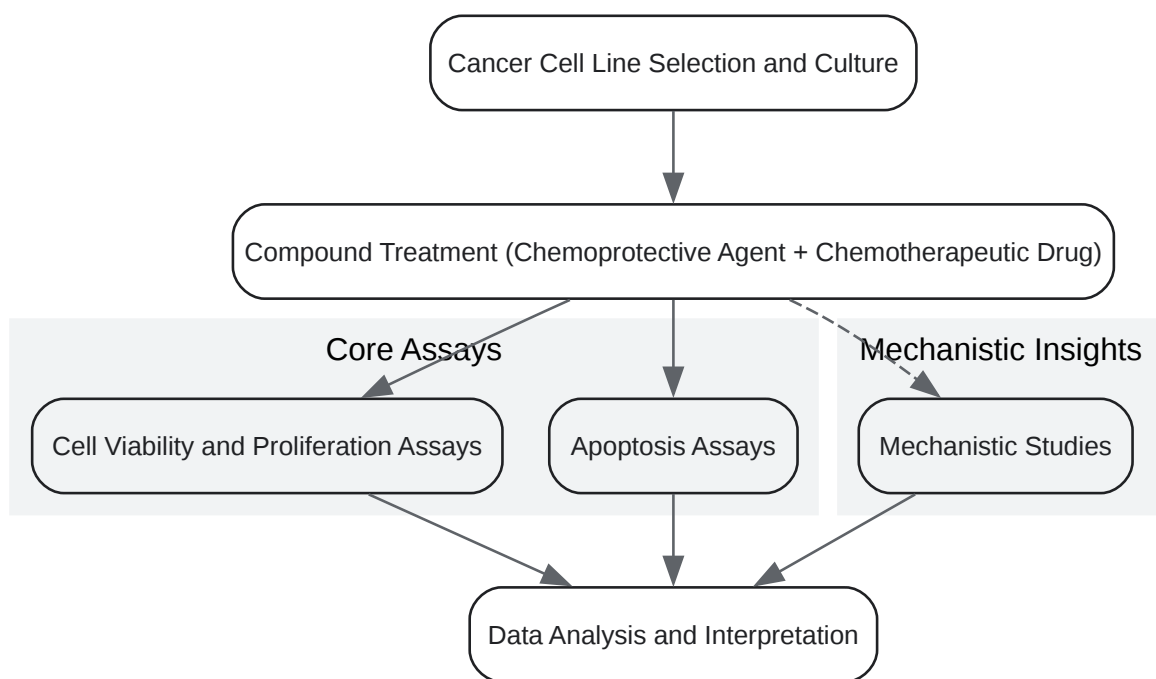 Cancer Cell Line Selection and Culture
Compound Treatment (Chemoprotective Agent + Chemotherapeutic Drug)
Core Assays
Mechanistic Insights
Cell Viability and Proliferation Assays
Apoptosis Assays
Mechanistic Studies
Data Analysis and Interpretation